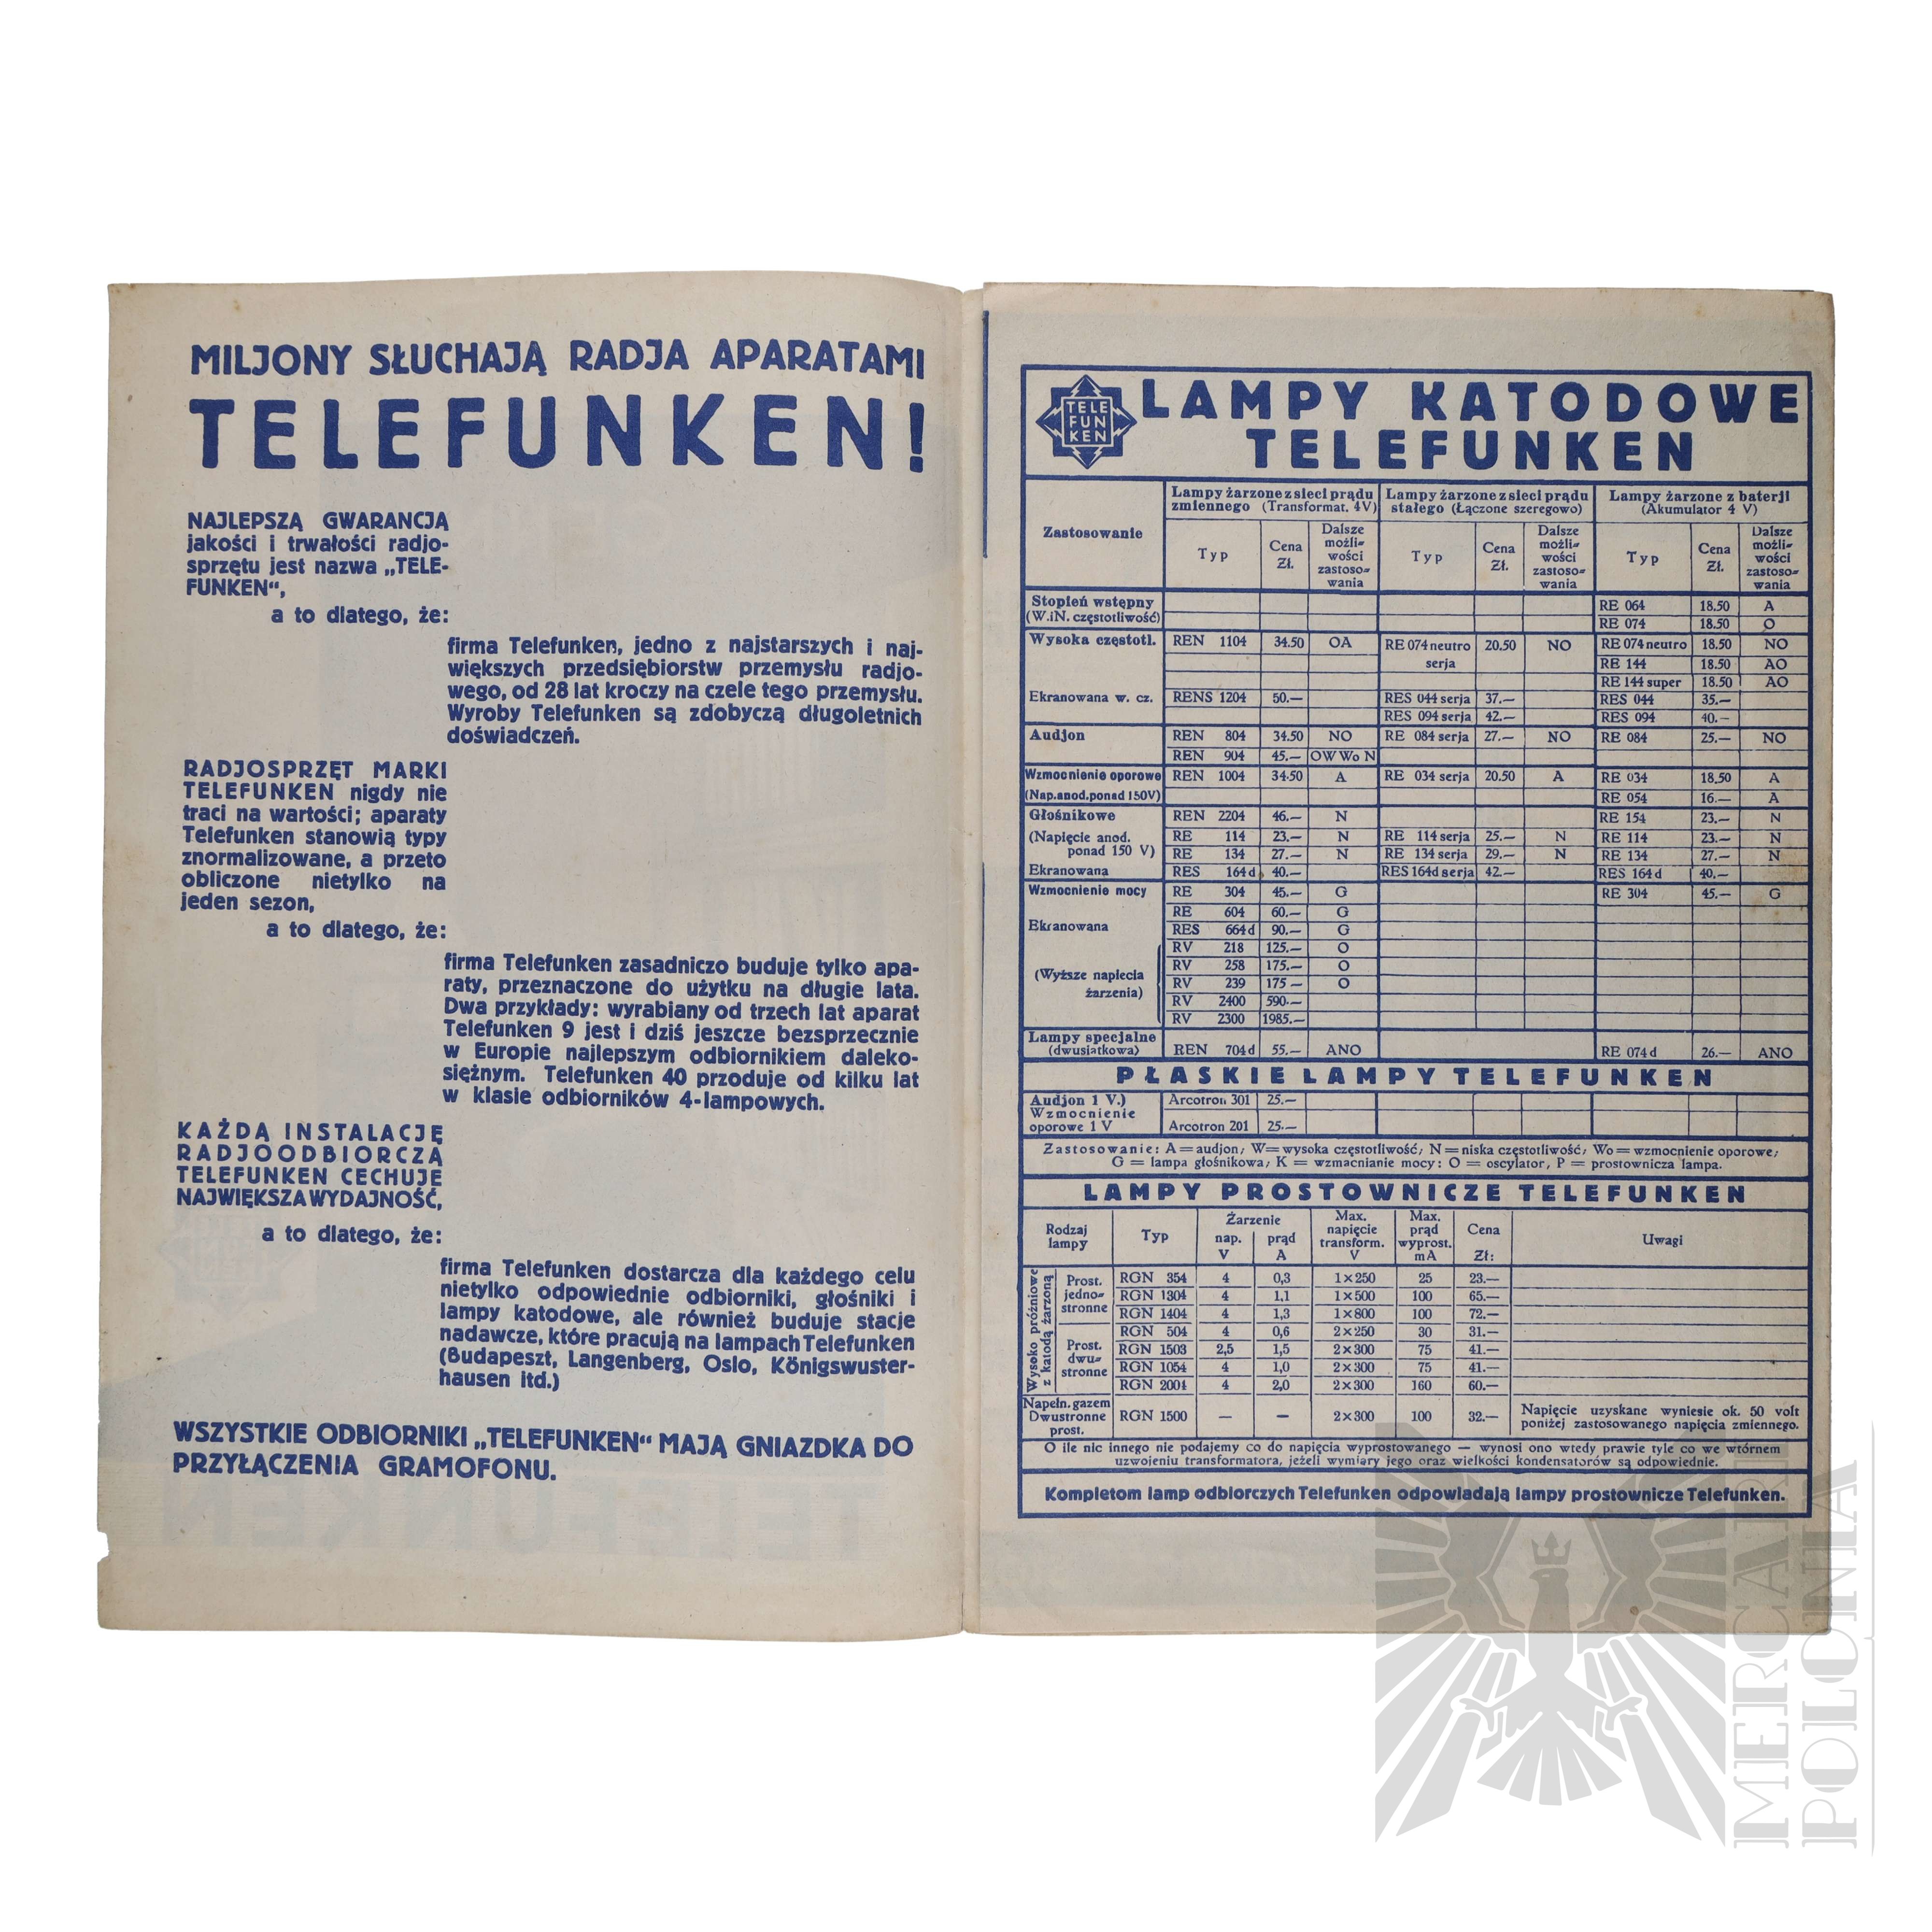 MILJONY SŁUCHAJĄ RADJA APARATAMI
TELEFUNKEN!
NAJLEPSZĄ GWARANCJĄ
jakości i trwałości radjo-
sprzętu jest nazwa „TELE-
FUNKEN“,
a to dlatego, że:
firma Telefunken, jedno z najstarszych i naj-
większych przedsiębiorstw przemysłu radjo-
wego, od 28 lat kroczy na czele tego przemysłu.
Wyroby Telefunken są zdobyczą długoletnich
doświadczeń.
RADJOSPRZĘT MARKI
TELEFUNKEN nigdy nie
traci na wartości; aparaty
Telefunken stanowią typy
znormalizowane, a przeto
obliczone nietylko na
jeden sezon,
a to dlatego, że:
firma Telefunken zasadniczo buduje tylko apa-
raty, przeznaczone do użytku na długie lata.
Dwa przykłady: wyrabiany od trzech lat aparat
Telefunken 9 jest i dziś jeszcze bezsprzecznie
w Europie najlepszym odbiornikiem daleko-
siężnym. Telefunken 40 przoduje od kilku lat
w klasie odbiorników 4-lampowych.
KAŻDĄ INSTALACJĘ
RADJOODBIORCZĄ
TELEFUNKEN CECHUJE
NAJWIĘKSZA WYDAJNOŚĆ,
a to dlatego, że:
firma Telefunken dostarcza dla każdego celu
nietylko odpowiednie odbiorniki, głośniki i
lampy katodowe, ale również buduje stacje
nadawcze, które pracują na lampach Telefunken
(Budapeszt, Langenberg, Oslo, Königswuster-
hausen itd.)
WSZYSTKIE ODBIORNIKI „TELEFUNKEN“ MAJĄ GNIAZDKA DO
PRZYŁĄCZENIA GRAMOFONU.
TELE
FUN
KEN
LAMPY KATODOWE
TELEFUNKEN
Zastosowanie
Lampy żarzone z sieci prądu
zmiennego (Transformat. 4V)
Lampy żarzone z sieci prądu
stałego (Łączone szeregowo)
Lampy żarzone z baterji
(Akumulator 4 V)
Typ Cena Zł. Dalsze możli-wości zastoso-wania Typ Cena Zł. Dalsze możli-wości zastoso-wania Typ Cena Zł. Dalsze możli-wości zastoso-wania
Stopień wstępny RE 064 18.50 A
(W.iN. częstotliwość) RE 074 18.50 O
Wysoka częstotl. REN 1104 34.50 OA RE 074 neutro 20.50 NO RE 074 neutro 18.50 NO
serja RE 144 18.50 AO
RE 144 super 18.50 AO
Ekranowana w. cz. RENS 1204 50.— RES 044 serja 37.— RES 044 35.—
RES 094 serja 42.— RES 094 40.—
Audjon REN 804 34.50 NO RE 084 serja 27.— NO RE 084 25.— NO
REN 904 45.— OW Wo N
Wzmocnienie oporowe REN 1004 34.50 A RE 034 serja 20.50 A RE 034 18.50 A
(Nap.anod.ponad 150V) RE 054 16.— A
Głośnikowe REN 2204 46.— N RE 154 23.— N
(Napięcie anod. RE 114 23.— N RE 114 serja 25.— N RE 114 23.— N
ponad 150 V) RE 134 27.— N RE 134 serja 29.— N RE 134 27.— N
Ekranowana RES 164 d 40.— RES 164d serja 42.— RES 164 d 40.—
Wzmocnienie mocy RE 304 45.— G RE 304 45.— G
RE 604 60.— G
Ekranowana RES 664 d 90.— G
RV 218 125.— O
RV 258 175.— O
(Wyższe napiecia RV 239 175 — O
żarzenia) RV 2400 590.—
RV 2300 1985.—
Lampy specjalne
(dwusiatkowa) REN 704 d 55.— ANO RE 074 d 26.— ANO
PŁASKIE LAMPY TELEFUNKEN
Audjon 1 V.) Arcotron 301 25.—
Wzmocnienie
oporowe 1 V Arcotron 201 25.—
Zastosowanie: A = audjon, W = wysoka częstotliwość, N = niska częstotliwość, Wo = wzmocnienie oporowe,
G = lampa głośnikowa, K = wzmacnianie mocy: O = oscylator, P = prostownicza lampa.
LAMPY PROSTOWNICZE TELEFUNKEN
Rodzaj lampy Typ Żarzenie nap. V prąd A Max. napięcie transform. V Max. prąd wyprost. mA Cena Zł: Uwagi
Wysoko próżniowe
z katodą żarzoną
Prost. RGN 354 4 0,3 1×250 25 23.—
jedno- RGN 1304 4 1,1 1×500 100 65.—
stronne RGN 1404 4 1,3 1×800 100 72.—
RGN 504 4 0,6 2×250 30 31.—
Prost. RGN 1503 2,5 1,5 2×300 75 41.—
dwu- RGN 1054 4 1,0 2×300 75 41.—
stronne RGN 2004 4 2,0 2×300 160 60.—
Napełn. gazem
Dwustronne prost. RGN 1500 — — 2×300 100 32.— Napięcie uzyskane wyniesie ok. 50 volt
poniżej zastosowanego napięcia zmiennego.
O ile nic innego nie podajemy co do napięcia wyprostowanego — wynosi ono wtedy prawie tyle co we wtórnem
uzwojeniu transformatora, jeżeli wymiary jego oraz wielkości kondensatorów są odpowiednie.
Kompletom lamp odbiorczych Telefunken odpowiadają lampy prostownicze Telefunken.
MERCARI
POLONIA